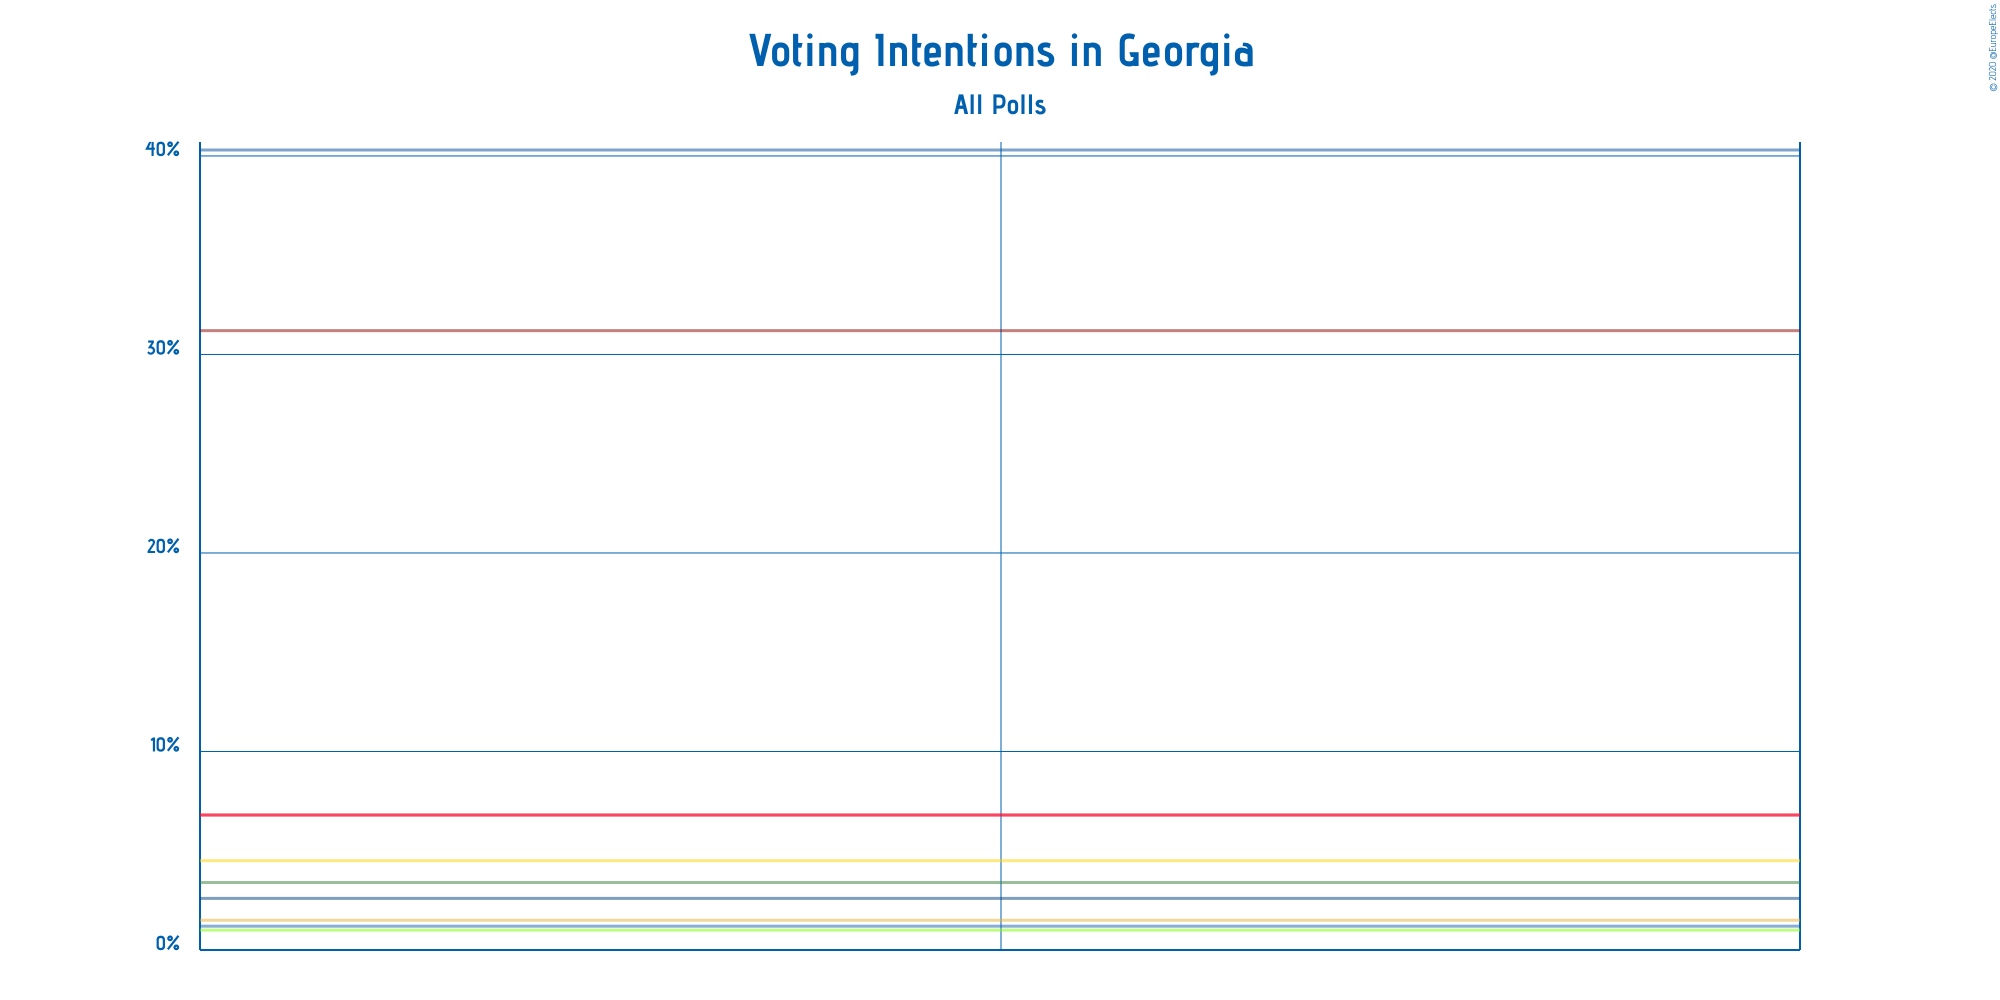 Voting Intentions in Georgia
All Polls
© 2020 @EuropeElects
40%
30%
20%
10%
0%